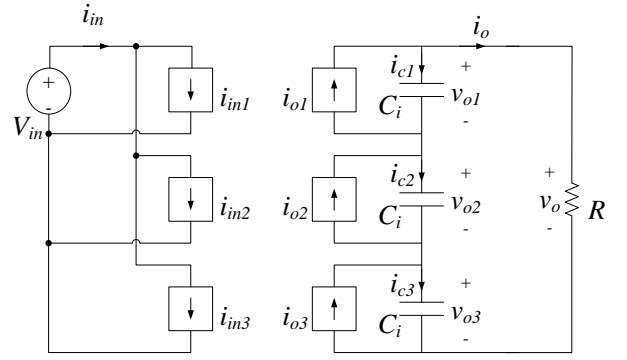 i_in
i_o
+
-
V_in
i_in1
i_o1
i_c1
C_i
+
v_o1
-
i_in2
i_o2
i_c2
C_i
+
v_o2
-
+
v_o
-
R
i_in3
i_o3
i_c3
C_i
+
v_o3
-